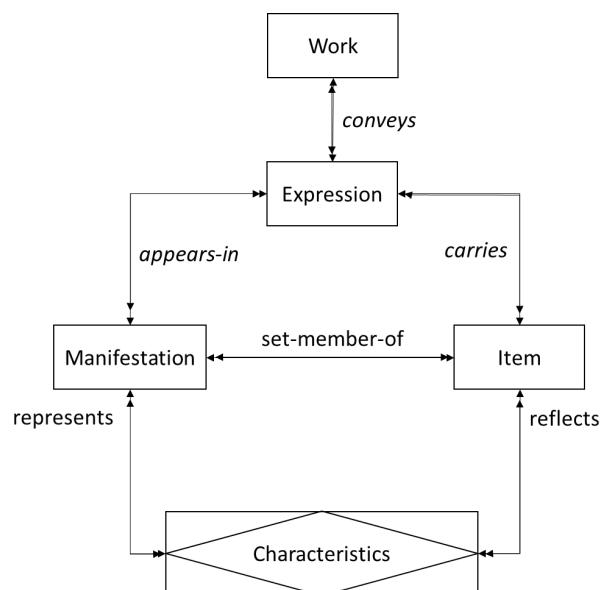 Work
conveys
Expression
appears-in
carries
set-member-of
Manifestation
Item
represents
reflects
Characteristics